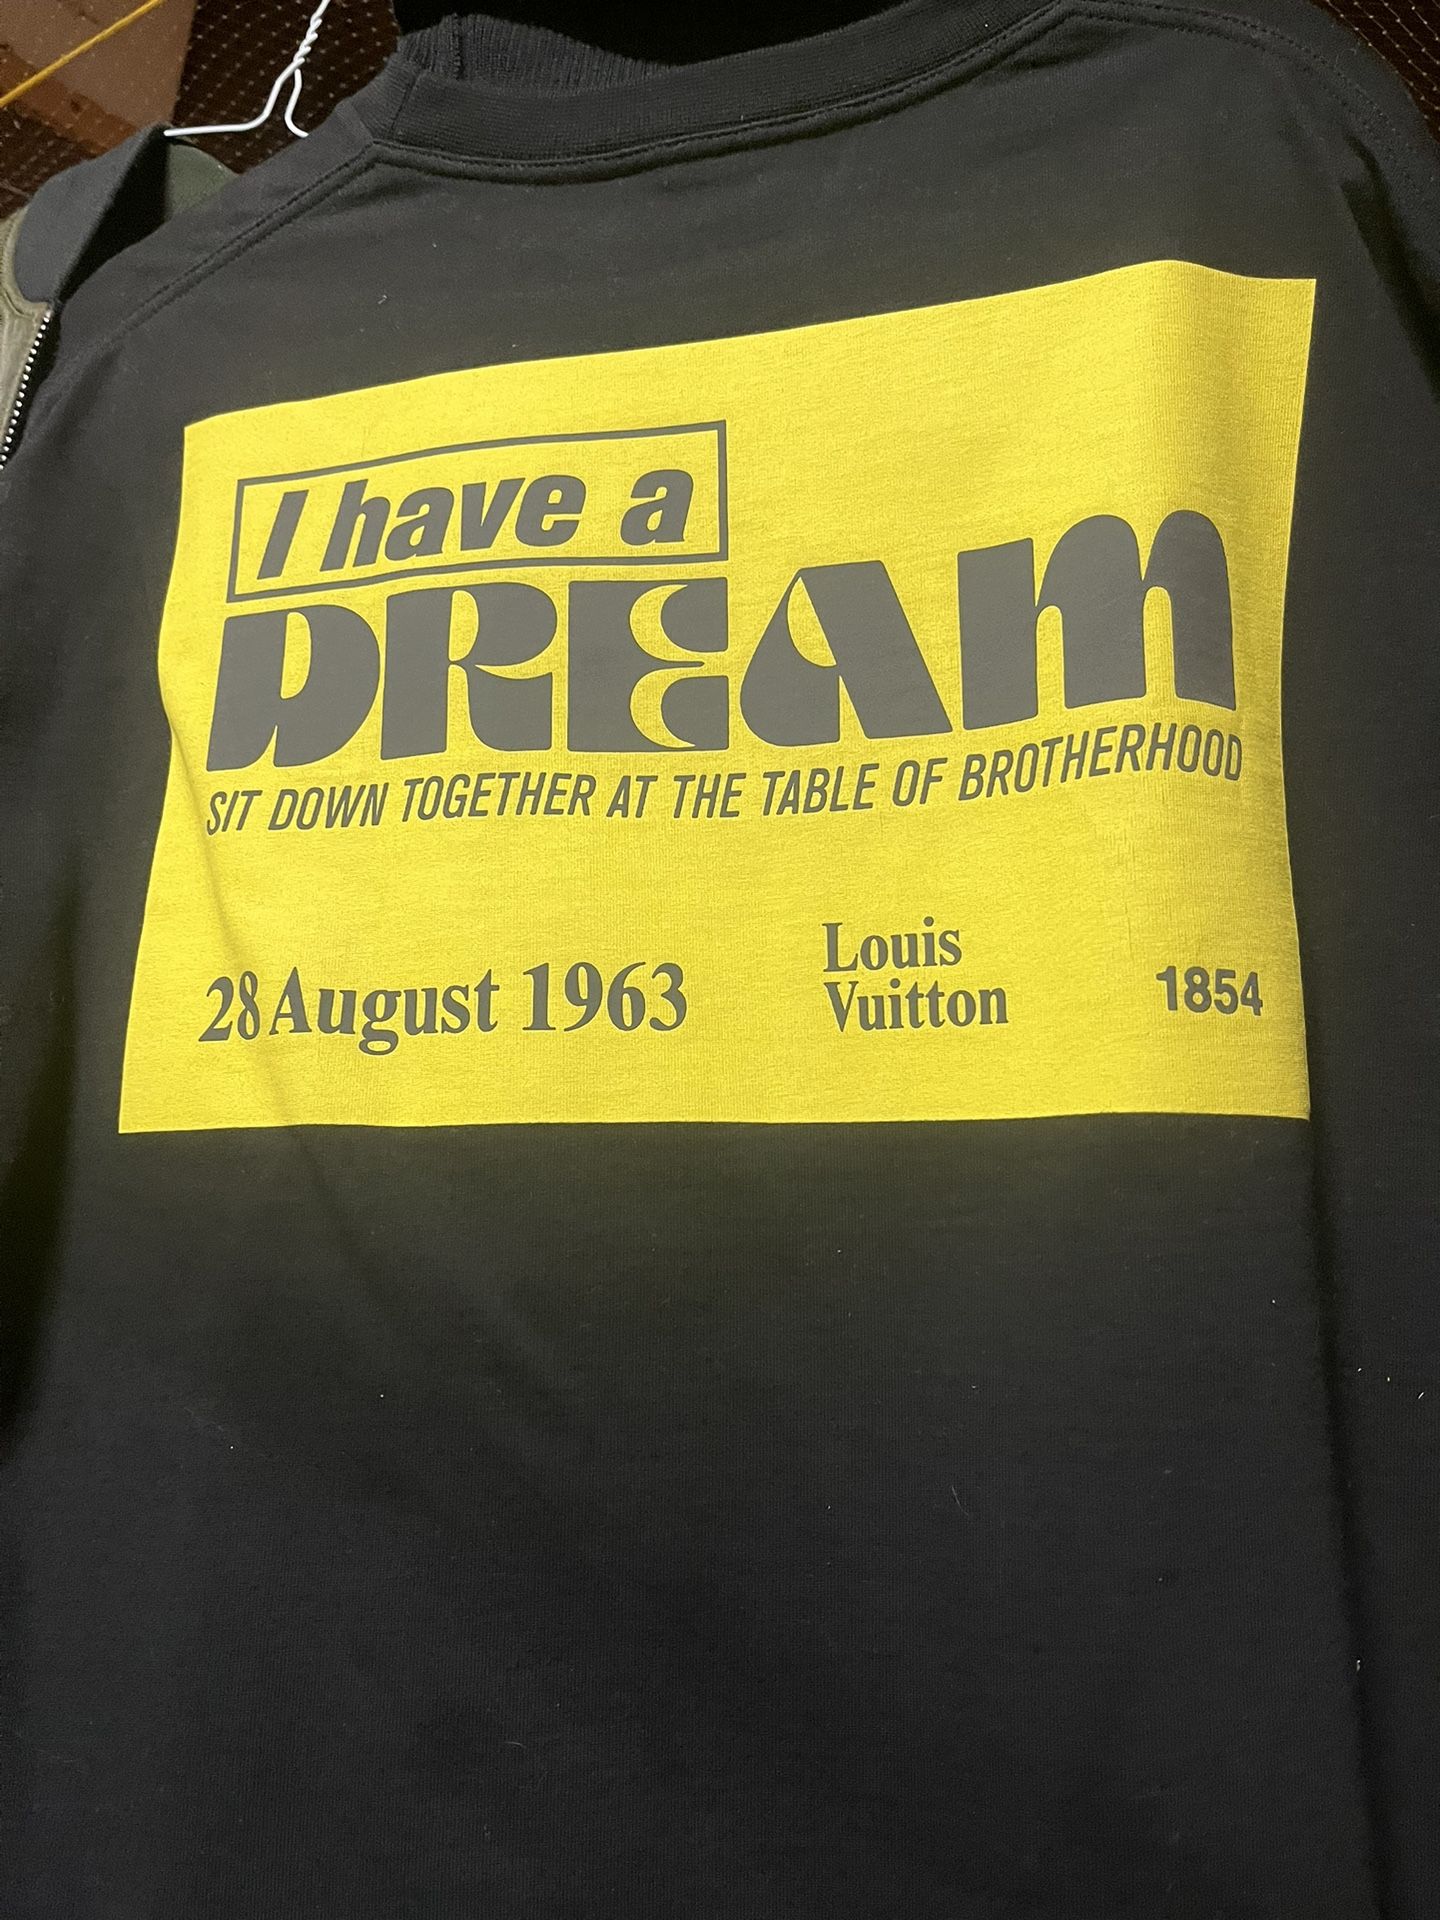 I have a
DREAM
SIT DOWN TOGETHER AT THE TABLE OF BROTHERHOOD
28 August 1963
Louis
Vuitton
1854